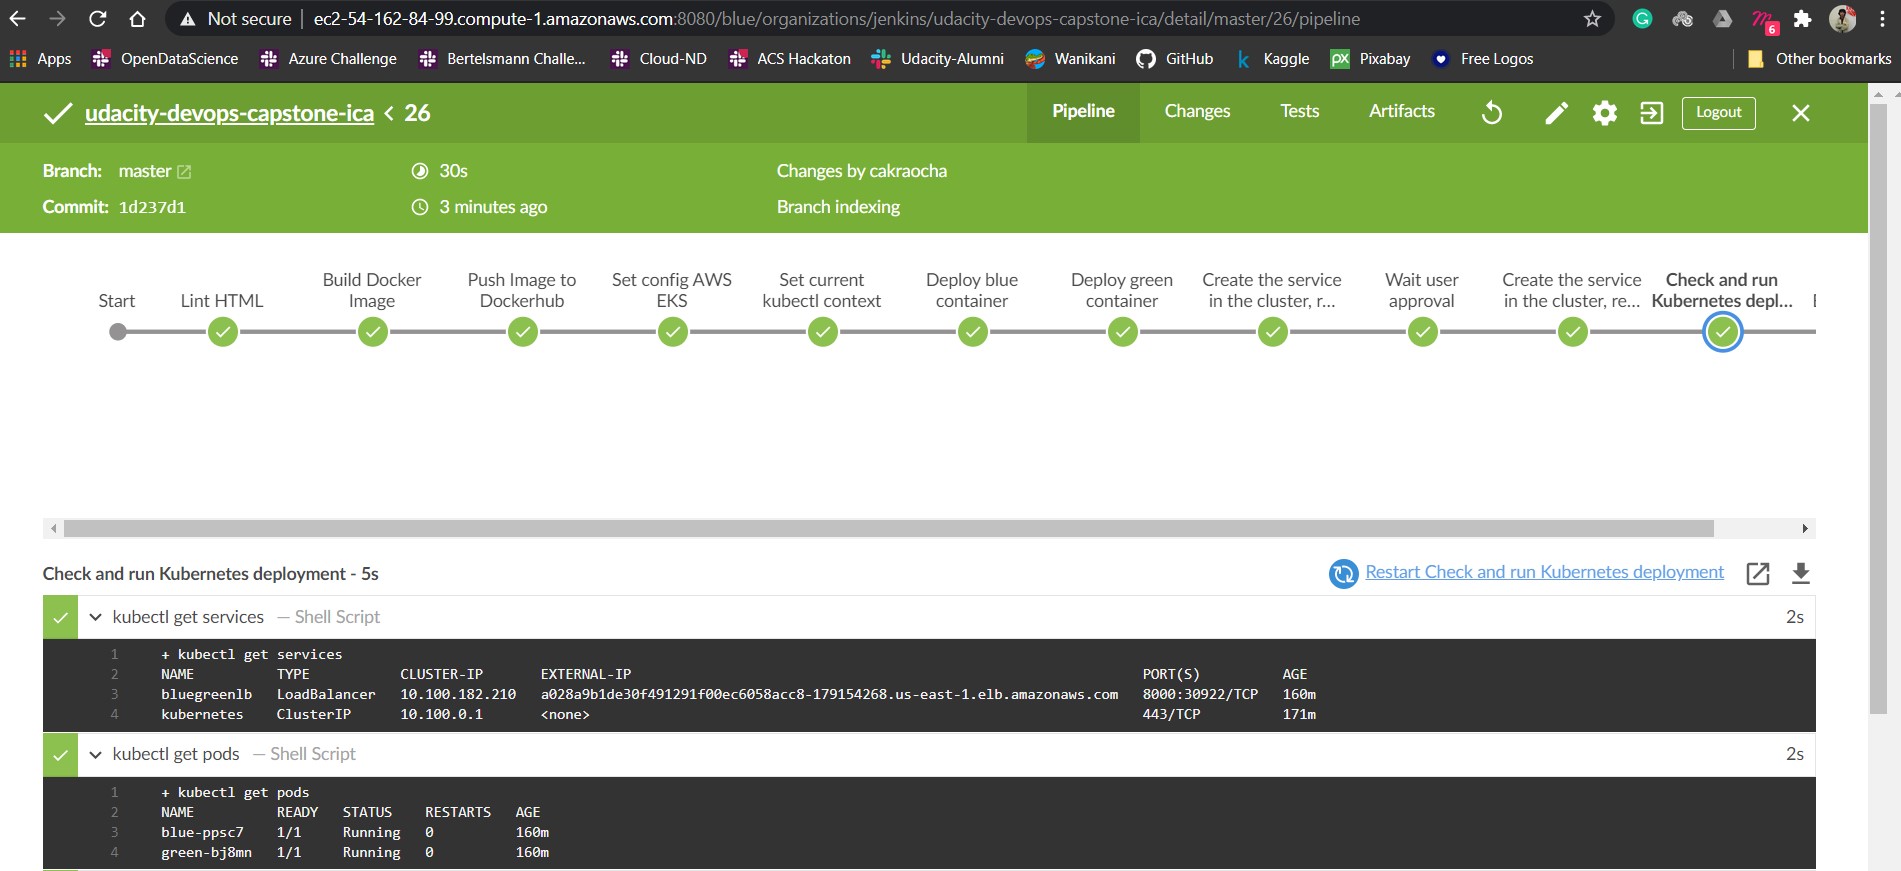 Not secure | ec2-54-162-84-99.compute-1.amazonaws.com:8080/blue/organizations/jenkins/udacity-devops-capstone-ica/detail/master/26/pipeline
6
Apps OpenDataScience Azure Challenge Bertelsmann Challe... Cloud-ND ACS Hackaton Udacity-Alumni Wanikani GitHub Kaggle Pixabay Free Logos Other bookmarks
udacity-devops-capstone-ica < 26 Pipeline Changes Tests Artifacts Logout
Branch: master 30s Changes by cakraocha
Commit: 1d237d1 3 minutes ago Branch indexing
Start
Lint HTML
Build Docker
Image
Push Image to
Dockerhub
Set config AWS
EKS
Set current
kubectl context
Deploy blue
container
Deploy green
container
Create the service
in the cluster, r...
Wait user
approval
Create the service
in the cluster, re...
Check and run
Kubernetes depl...
Check and run Kubernetes deployment - 5s Restart Check and run Kubernetes deployment
kubectl get services — Shell Script 2s
1 + kubectl get services
2 NAME TYPE CLUSTER-IP EXTERNAL-IP PORT(S) AGE
3 bluegreenlb LoadBalancer 10.100.182.210 a028a9b1de30f491291f00ec6058acc8-179154268.us-east-1.elb.amazonaws.com 8000:30922/TCP 160m
4 kubernetes ClusterIP 10.100.0.1 <none> 443/TCP 171m
kubectl get pods — Shell Script 2s
1 + kubectl get pods
2 NAME READY STATUS RESTARTS AGE
3 blue-ppsc7 1/1 Running 0 160m
4 green-bj8mn 1/1 Running 0 160m